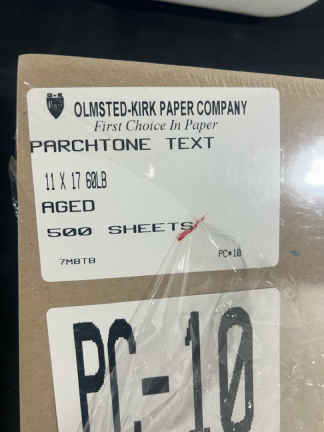 OLMSTED-KIRK PAPER COMPANY
First Choice In Paper
PARCHTONE TEXT
11 X 17 60LB
AGED
500 SHEETS
7M8TB PC*10
PC-10